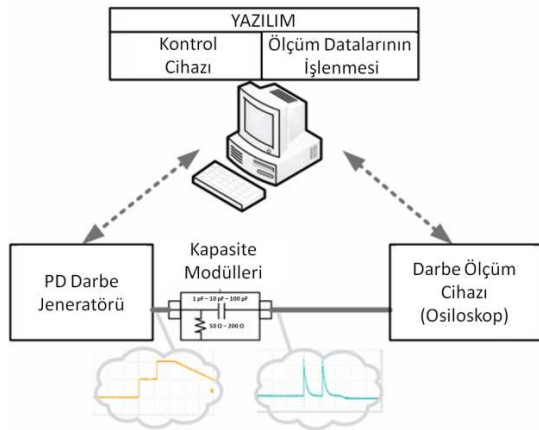 YAZILIM
Kontrol
Cihazı
Ölçüm Datalarının
İşlenmesi
PD Darbe
Jeneratörü
Kapasite
Modülleri
1 pF – 10 pF – 100 pF
50 Ω – 200 Ω
Darbe Ölçüm
Cihazı
(Osiloskop)